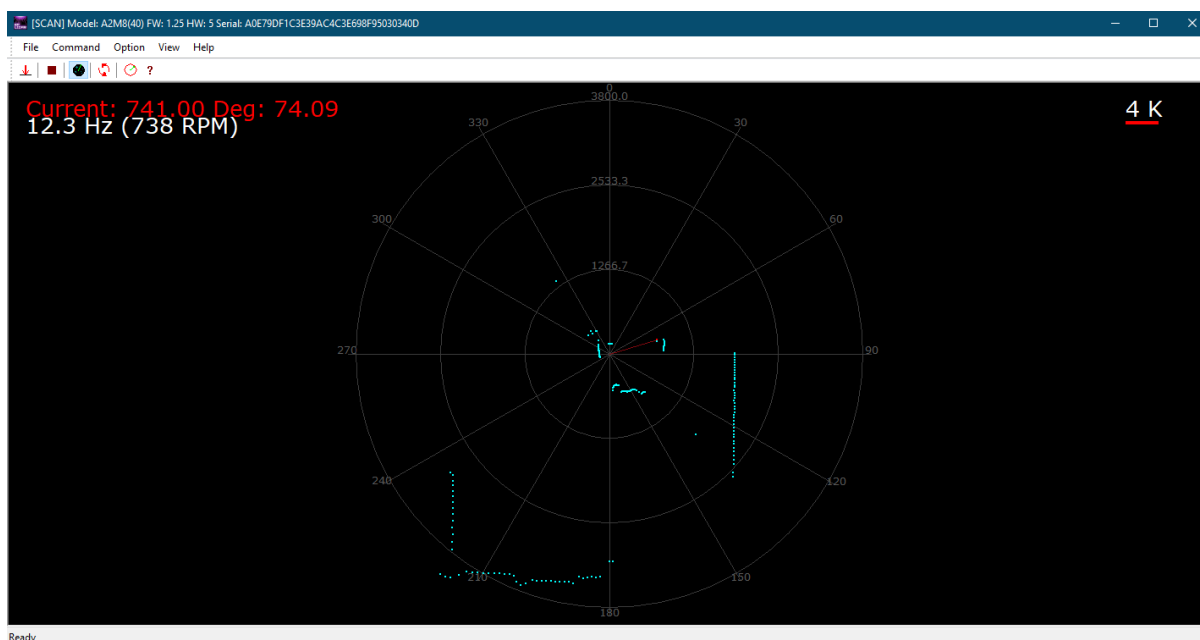 [SCAN] Model: A2M8(40) FW: 1.25 HW: 5 Serial: A0E79DF1C3E39AC4C3E698F95030340D
File Command Option View Help
?
Current: 741.00 Deg: 74.09
12.3 Hz (738 RPM)
4 K
0
3800.0
330
30
2533.3
300
60
1266.7
270
90
240
120
210
150
180
Ready